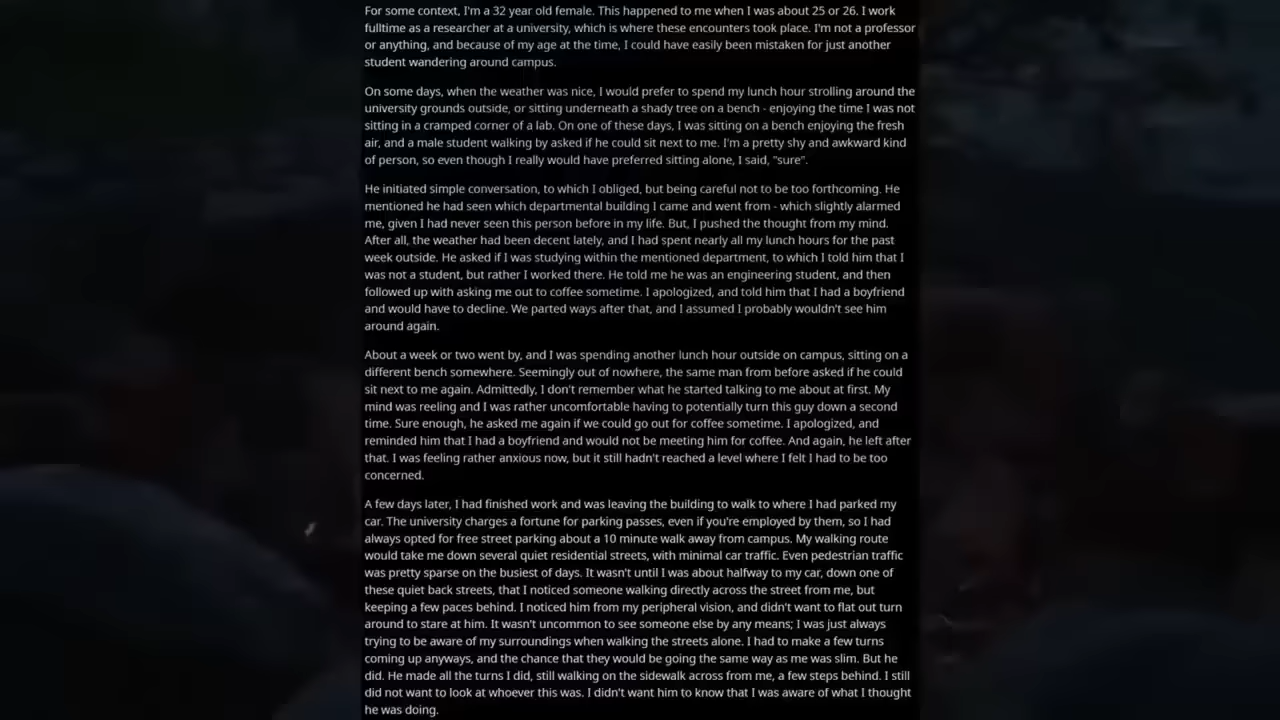 For some context, I'm a 32 year old female. This happened to me when I was about 25 or 26. I work
fulltime as a researcher at a university, which is where these encounters took place. I'm not a professor
or anything, and because of my age at the time, I could have easily been mistaken for just another
student wandering around campus.
On some days, when the weather was nice, I would prefer to spend my lunch hour strolling around the
university grounds outside, or sitting underneath a shady tree on a bench - enjoying the time I was not
sitting in a cramped corner of a lab. On one of these days, I was sitting on a bench enjoying the fresh
air, and a male student walking by asked if he could sit next to me. I'm a pretty shy and awkward kind
of person, so even though I really would have preferred sitting alone, I said, "sure".
He initiated simple conversation, to which I obliged, but being careful not to be too forthcoming. He
mentioned he had seen which departmental building I came and went from - which slightly alarmed
me, given I had never seen this person before in my life. But, I pushed the thought from my mind.
After all, the weather had been decent lately, and I had spent nearly all my lunch hours for the past
week outside. He asked if I was studying within the mentioned department, to which I told him that I
was not a student, but rather I worked there. He told me he was an engineering student, and then
followed up with asking me out to coffee sometime. I apologized, and told him that I had a boyfriend
and would have to decline. We parted ways after that, and I assumed I probably wouldn't see him
around again.
About a week or two went by, and I was spending another lunch hour outside on campus, sitting on a
different bench somewhere. Seemingly out of nowhere, the same man from before asked if he could
sit next to me again. Admittedly, I don't remember what he started talking to me about at first. My
mind was reeling and I was rather uncomfortable having to potentially turn this guy down a second
time. Sure enough, he asked me again if we could go out for coffee sometime. I apologized, and
reminded him that I had a boyfriend and would not be meeting him for coffee. And again, he left after
that. I was feeling rather anxious now, but it still hadn't reached a level where I felt I had to be too
concerned.
A few days later, I had finished work and was leaving the building to walk to where I had parked my
car. The university charges a fortune for parking passes, even if you're employed by them, so I had
always opted for free street parking about a 10 minute walk away from campus. My walking route
would take me down several quiet residential streets, with minimal car traffic. Even pedestrian traffic
was pretty sparse on the busiest of days. It wasn't until I was about halfway to my car, down one of
these quiet back streets, that I noticed someone walking directly across the street from me, but
keeping a few paces behind. I noticed him from my peripheral vision, and didn't want to flat out turn
around to stare at him. It wasn't uncommon to see someone else by any means; I was just always
trying to be aware of my surroundings when walking the streets alone. I had to make a few turns
coming up anyways, and the chance that they would be going the same way as me was slim. But he
did. He made all the turns I did, still walking on the sidewalk across from me, a few steps behind. I still
did not want to look at whoever this was. I didn't want him to know that I was aware of what I thought
he was doing.